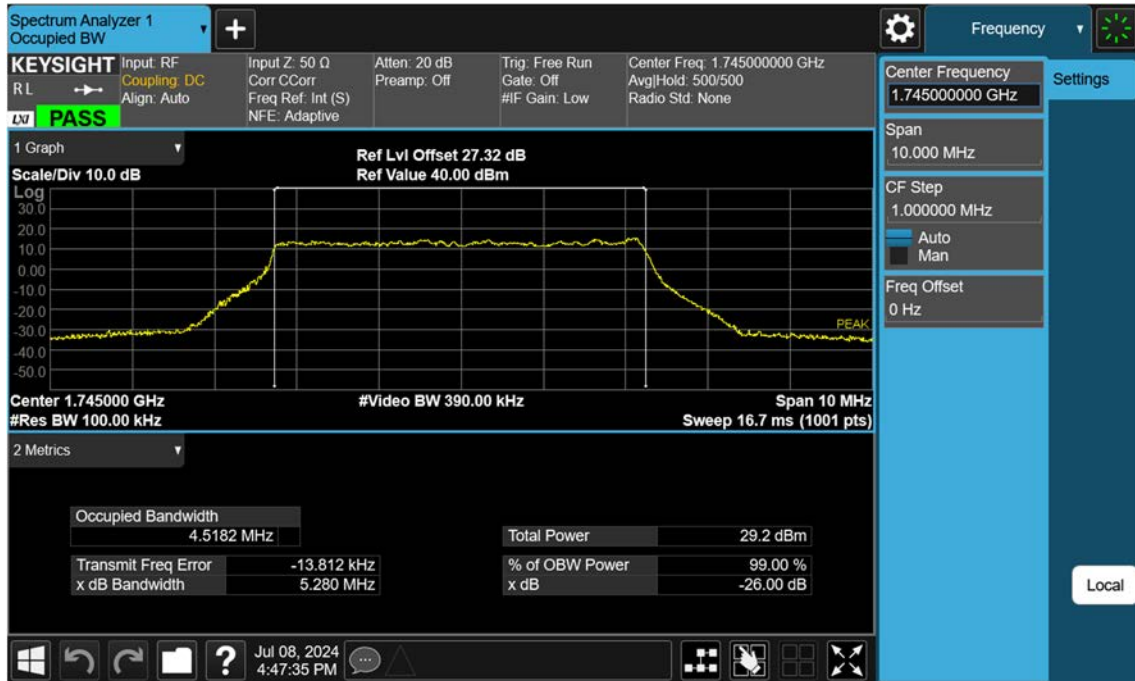 Spectrum Analyzer 1
Occupied BW
Frequency
KEYSIGHT
R L
LXI
PASS
Input: RF
Coupling: DC
Align: Auto
Input Z: 50 Ω
Corr CCorr
Freq Ref: Int (S)
NFE: Adaptive
Atten: 20 dB
Preamp: Off
Trig: Free Run
Gate: Off
#IF Gain: Low
Center Freq: 1.745000000 GHz
Avg|Hold: 500/500
Radio Std: None
Center Frequency
1.745000000 GHz
Settings
Span
10.000 MHz
CF Step
1.000000 MHz
Auto
Man
Freq Offset
0 Hz
Local
1 Graph
Scale/Div 10.0 dB
Ref Lvl Offset 27.32 dB
Ref Value 40.00 dBm
Log
30.0
20.0
10.0
0.00
-10.0
-20.0
-30.0
-40.0
-50.0
PEAK
Center 1.745000 GHz
#Res BW 100.00 kHz
#Video BW 390.00 kHz
Span 10 MHz
Sweep 16.7 ms (1001 pts)
2 Metrics
Occupied Bandwidth
4.5182 MHz
Total Power 29.2 dBm
Transmit Freq Error -13.812 kHz
% of OBW Power 99.00 %
x dB Bandwidth 5.280 MHz
x dB -26.00 dB
?
Jul 08, 2024
4:47:35 PM